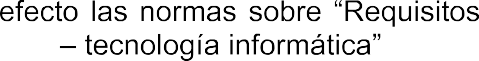 efecto las normas sobre “Requisitos
– tecnología informática”